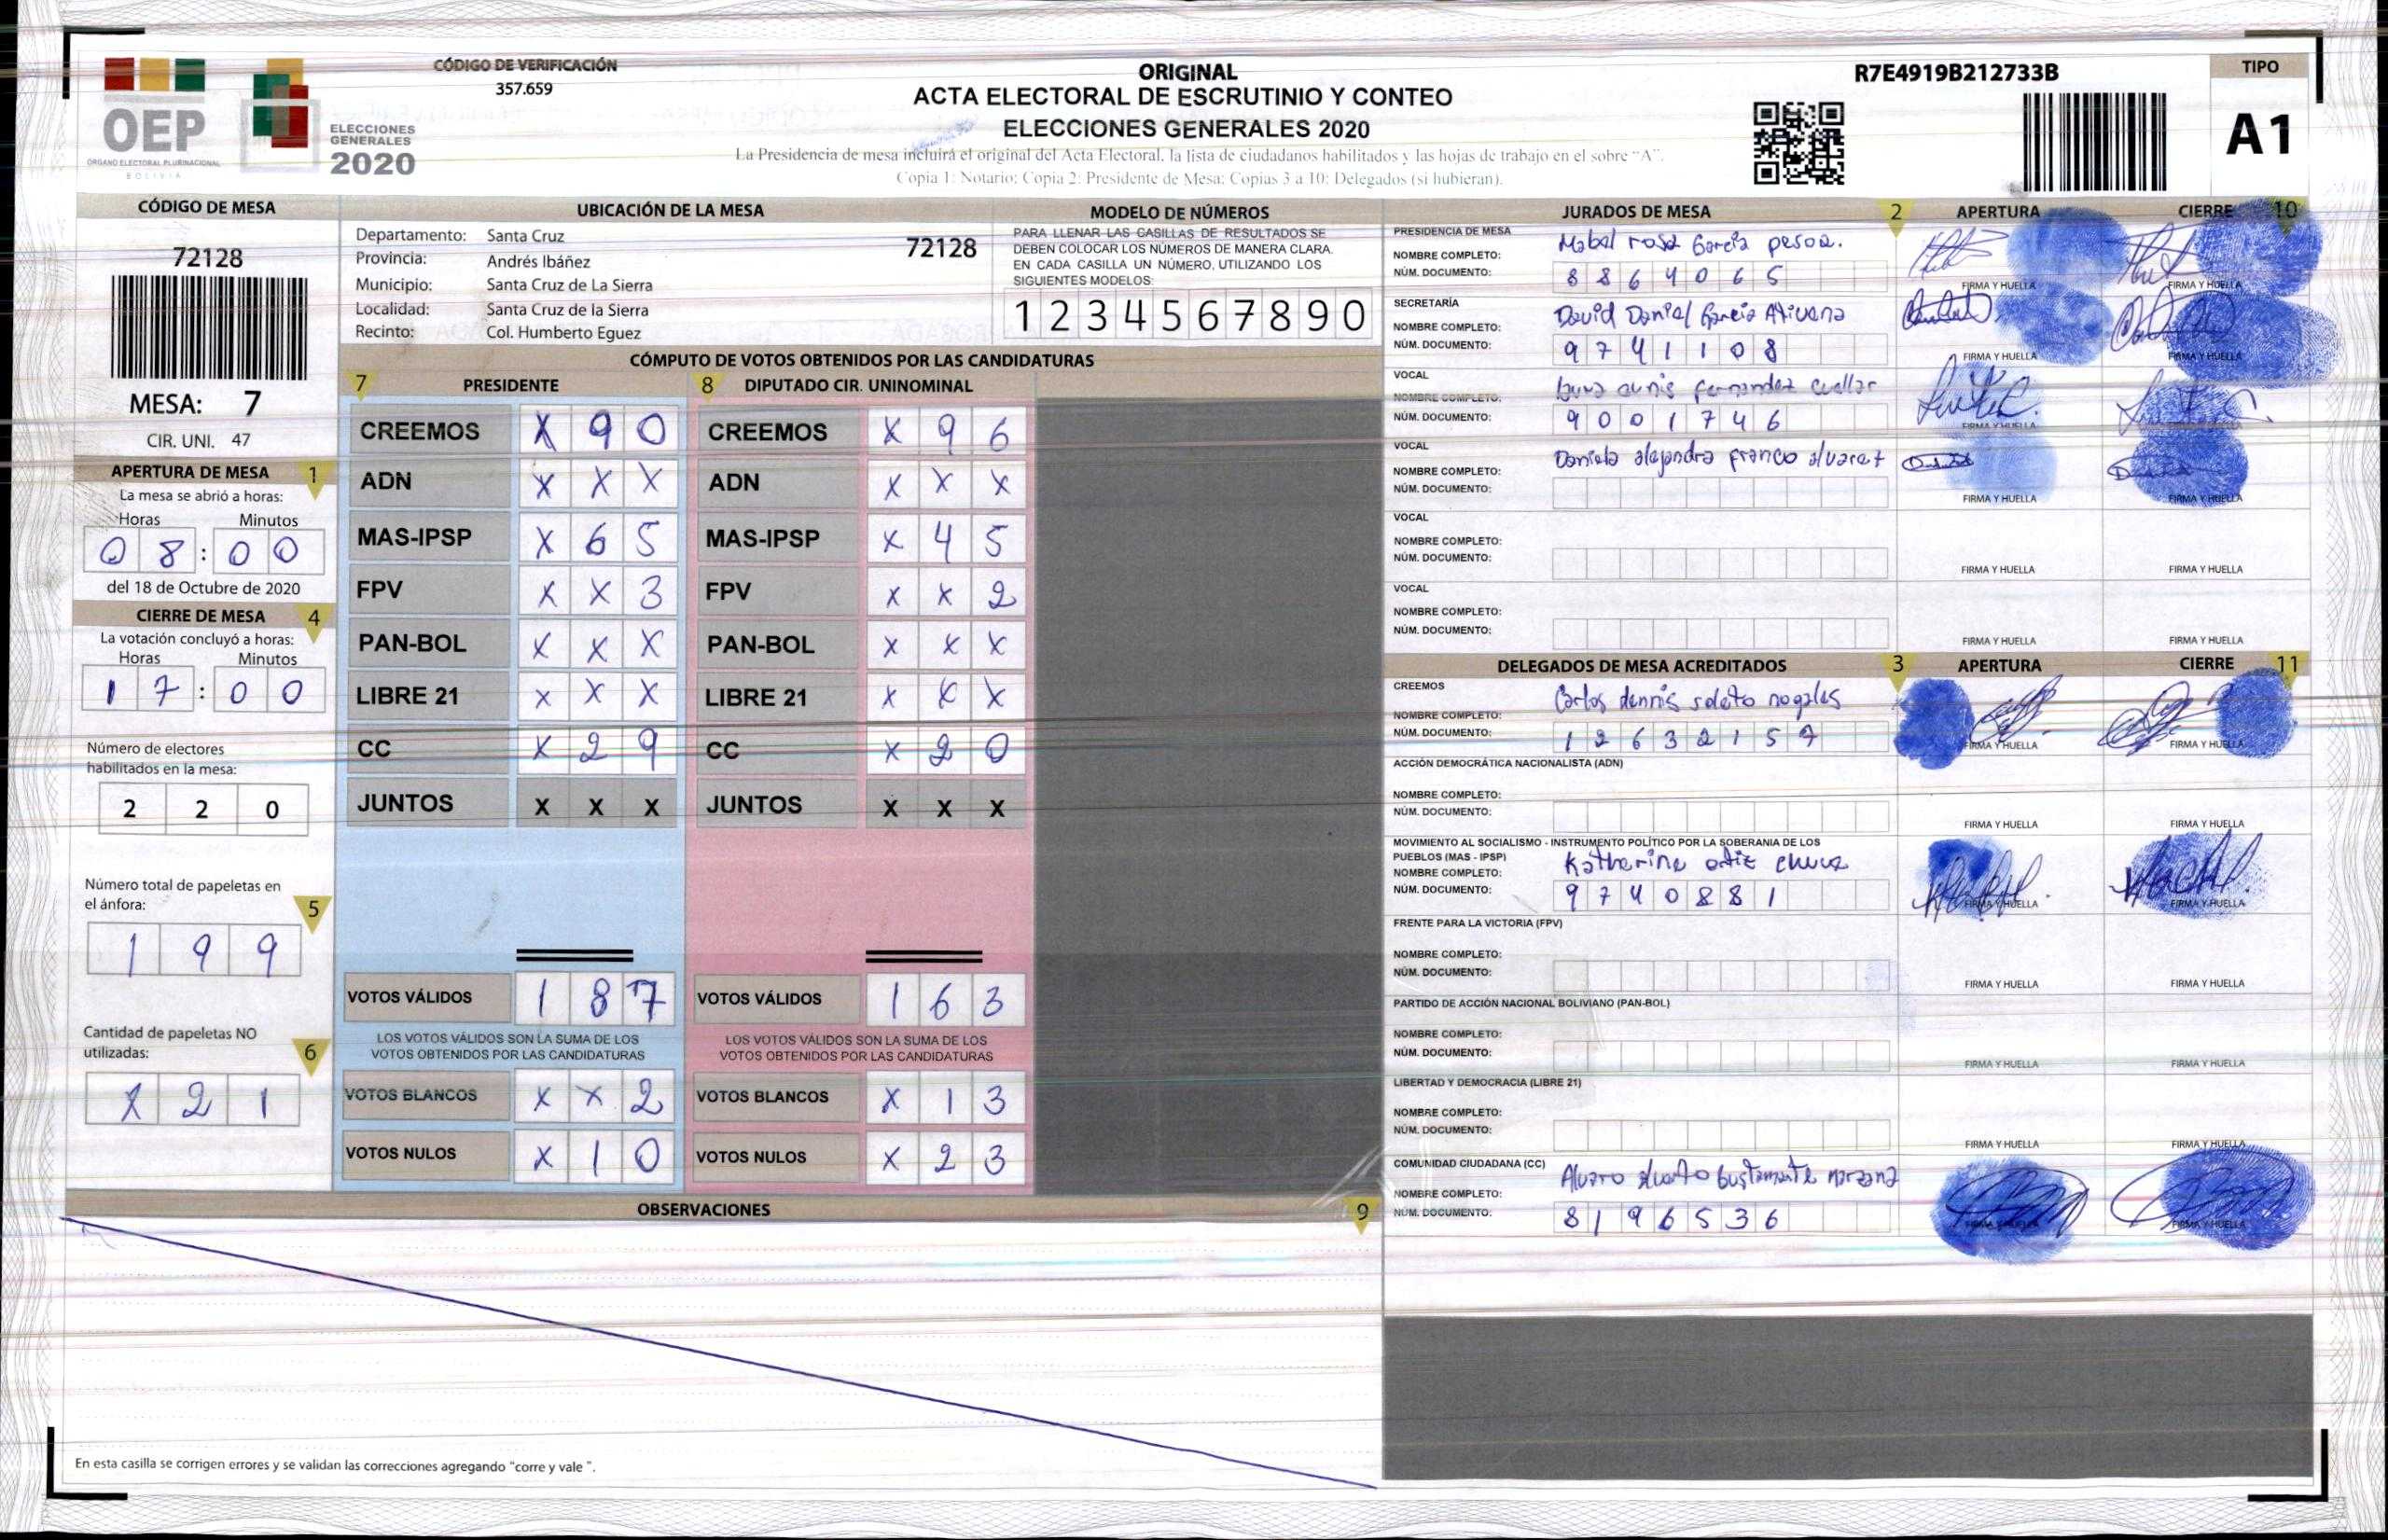 OEP
ÓRGANO ELECTORAL PLURINACIONAL
BOLIVIA
ELECCIONES
GENERALES
2020
CÓDIGO DE VERIFICACIÓN
357.659
ORIGINAL
ACTA ELECTORAL DE ESCRUTINIO Y CONTEO
ELECCIONES GENERALES 2020
La Presidencia de mesa incluirá el original del Acta Electoral, la lista de ciudadanos habilitados y las hojas de trabajo en el sobre "A".
Copia 1: Notario; Copia 2: Presidente de Mesa; Copias 3 a 10: Delegados (si hubieran).
R7E4919B212733B
TIPO
A1
CÓDIGO DE MESA
72128
MESA: 7
CIR. UNI. 47
APERTURA DE MESA 1
La mesa se abrió a horas:
Horas Minutos
0 8 : 0 0
del 18 de Octubre de 2020
CIERRE DE MESA 4
La votación concluyó a horas:
Horas Minutos
1 7 : 0 0
Número de electores
habilitados en la mesa:
2 2 0
Número total de papeletas en
el ánfora: 5
1 9 9
Cantidad de papeletas NO
utilizadas: 6
X 2 1
UBICACIÓN DE LA MESA
Departamento: Santa Cruz
Provincia: Andrés Ibáñez
Municipio: Santa Cruz de La Sierra
Localidad: Santa Cruz de la Sierra
Recinto: Col. Humberto Eguez
72128
MODELO DE NÚMEROS
PARA LLENAR LAS CASILLAS DE RESULTADOS SE
DEBEN COLOCAR LOS NÚMEROS DE MANERA CLARA.
EN CADA CASILLA UN NÚMERO, UTILIZANDO LOS
SIGUIENTES MODELOS:
1 2 3 4 5 6 7 8 9 0
CÓMPUTO DE VOTOS OBTENIDOS POR LAS CANDIDATURAS
7 PRESIDENTE 8 DIPUTADO CIR. UNINOMINAL
CREEMOS X 9 0 CREEMOS X 9 6
ADN X X X ADN X X X
MAS-IPSP X 6 5 MAS-IPSP X 4 5
FPV X X 3 FPV X X 2
PAN-BOL X X X PAN-BOL X X X
LIBRE 21 X X X LIBRE 21 X X X
CC X 2 9 CC X 2 0
JUNTOS X X X JUNTOS X X X
VOTOS VÁLIDOS 1 8 7 VOTOS VÁLIDOS 1 6 3
LOS VOTOS VÁLIDOS SON LA SUMA DE LOS LOS VOTOS VÁLIDOS SON LA SUMA DE LOS
VOTOS OBTENIDOS POR LAS CANDIDATURAS VOTOS OBTENIDOS POR LAS CANDIDATURAS
VOTOS BLANCOS X X 2 VOTOS BLANCOS X 1 3
VOTOS NULOS X 1 0 VOTOS NULOS X 2 3
OBSERVACIONES 9
En esta casilla se corrigen errores y se validan las correcciones agregando "corre y vale ".
JURADOS DE MESA 2 APERTURA CIERRE 10
PRESIDENCIA DE MESA
NOMBRE COMPLETO: Mabel rosa García pesoa.
NÚM. DOCUMENTO: 8 8 6 4 0 6 5
FIRMA Y HUELLA FIRMA Y HUELLA
SECRETARÍA
NOMBRE COMPLETO: David Daniel García
NÚM. DOCUMENTO: 9 7 4 1 1 0 8
FIRMA Y HUELLA FIRMA Y HUELLA
VOCAL
NOMBRE COMPLETO: fernandez cuellar
NÚM. DOCUMENTO: 9 0 0 1 7 4 6
FIRMA Y HUELLA
VOCAL
NOMBRE COMPLETO: Daniela alejandra franco alvarez
NÚM. DOCUMENTO:
FIRMA Y HUELLA FIRMA Y HUELLA
VOCAL
NOMBRE COMPLETO:
NÚM. DOCUMENTO:
FIRMA Y HUELLA FIRMA Y HUELLA
VOCAL
NOMBRE COMPLETO:
NÚM. DOCUMENTO:
FIRMA Y HUELLA FIRMA Y HUELLA
DELEGADOS DE MESA ACREDITADOS 3 APERTURA CIERRE 11
CREEMOS
NOMBRE COMPLETO: Carlos dennis soleto nogales
NÚM. DOCUMENTO: 1 2 6 3 2 1 5 7
FIRMA Y HUELLA FIRMA Y HUELLA
ACCIÓN DEMOCRÁTICA NACIONALISTA (ADN)
NOMBRE COMPLETO:
NÚM. DOCUMENTO:
FIRMA Y HUELLA FIRMA Y HUELLA
MOVIMIENTO AL SOCIALISMO - INSTRUMENTO POLÍTICO POR LA SOBERANIA DE LOS
PUEBLOS (MAS - IPSP)
NOMBRE COMPLETO: Katherine ortiz
NÚM. DOCUMENTO: 9 7 4 0 8 8 1
FIRMA Y HUELLA FIRMA Y HUELLA
FRENTE PARA LA VICTORIA (FPV)
NOMBRE COMPLETO:
NÚM. DOCUMENTO:
FIRMA Y HUELLA FIRMA Y HUELLA
PARTIDO DE ACCIÓN NACIONAL BOLIVIANO (PAN-BOL)
NOMBRE COMPLETO:
NÚM. DOCUMENTO:
FIRMA Y HUELLA FIRMA Y HUELLA
LIBERTAD Y DEMOCRACIA (LIBRE 21)
NOMBRE COMPLETO:
NÚM. DOCUMENTO:
FIRMA Y HUELLA FIRMA Y HUELLA
COMUNIDAD CIUDADANA (CC)
NOMBRE COMPLETO: Alvaro bustamante
NÚM. DOCUMENTO: 8 1 9 6 5 3 6
FIRMA Y HUELLA FIRMA Y HUELLA